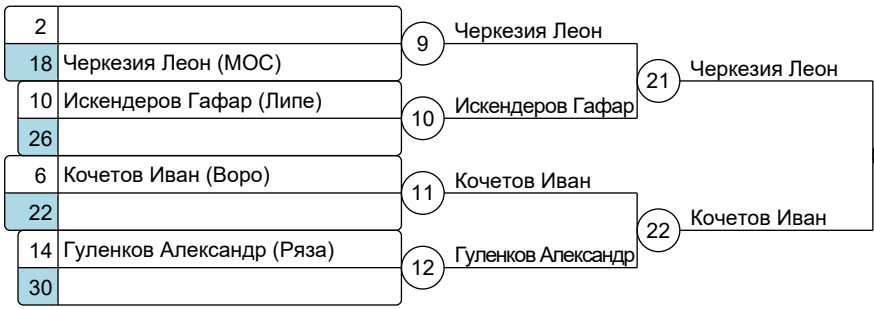 2
18 Черкезия Леон (МОС)
10 Искендеров Гафар (Липе)
26
6 Кочетов Иван (Воро)
22
14 Гуленков Александр (Ряза)
30
9 Черкезия Леон
10 Искендеров Гафар
11 Кочетов Иван
12 Гуленков Александр
21 Черкезия Леон
22 Кочетов Иван